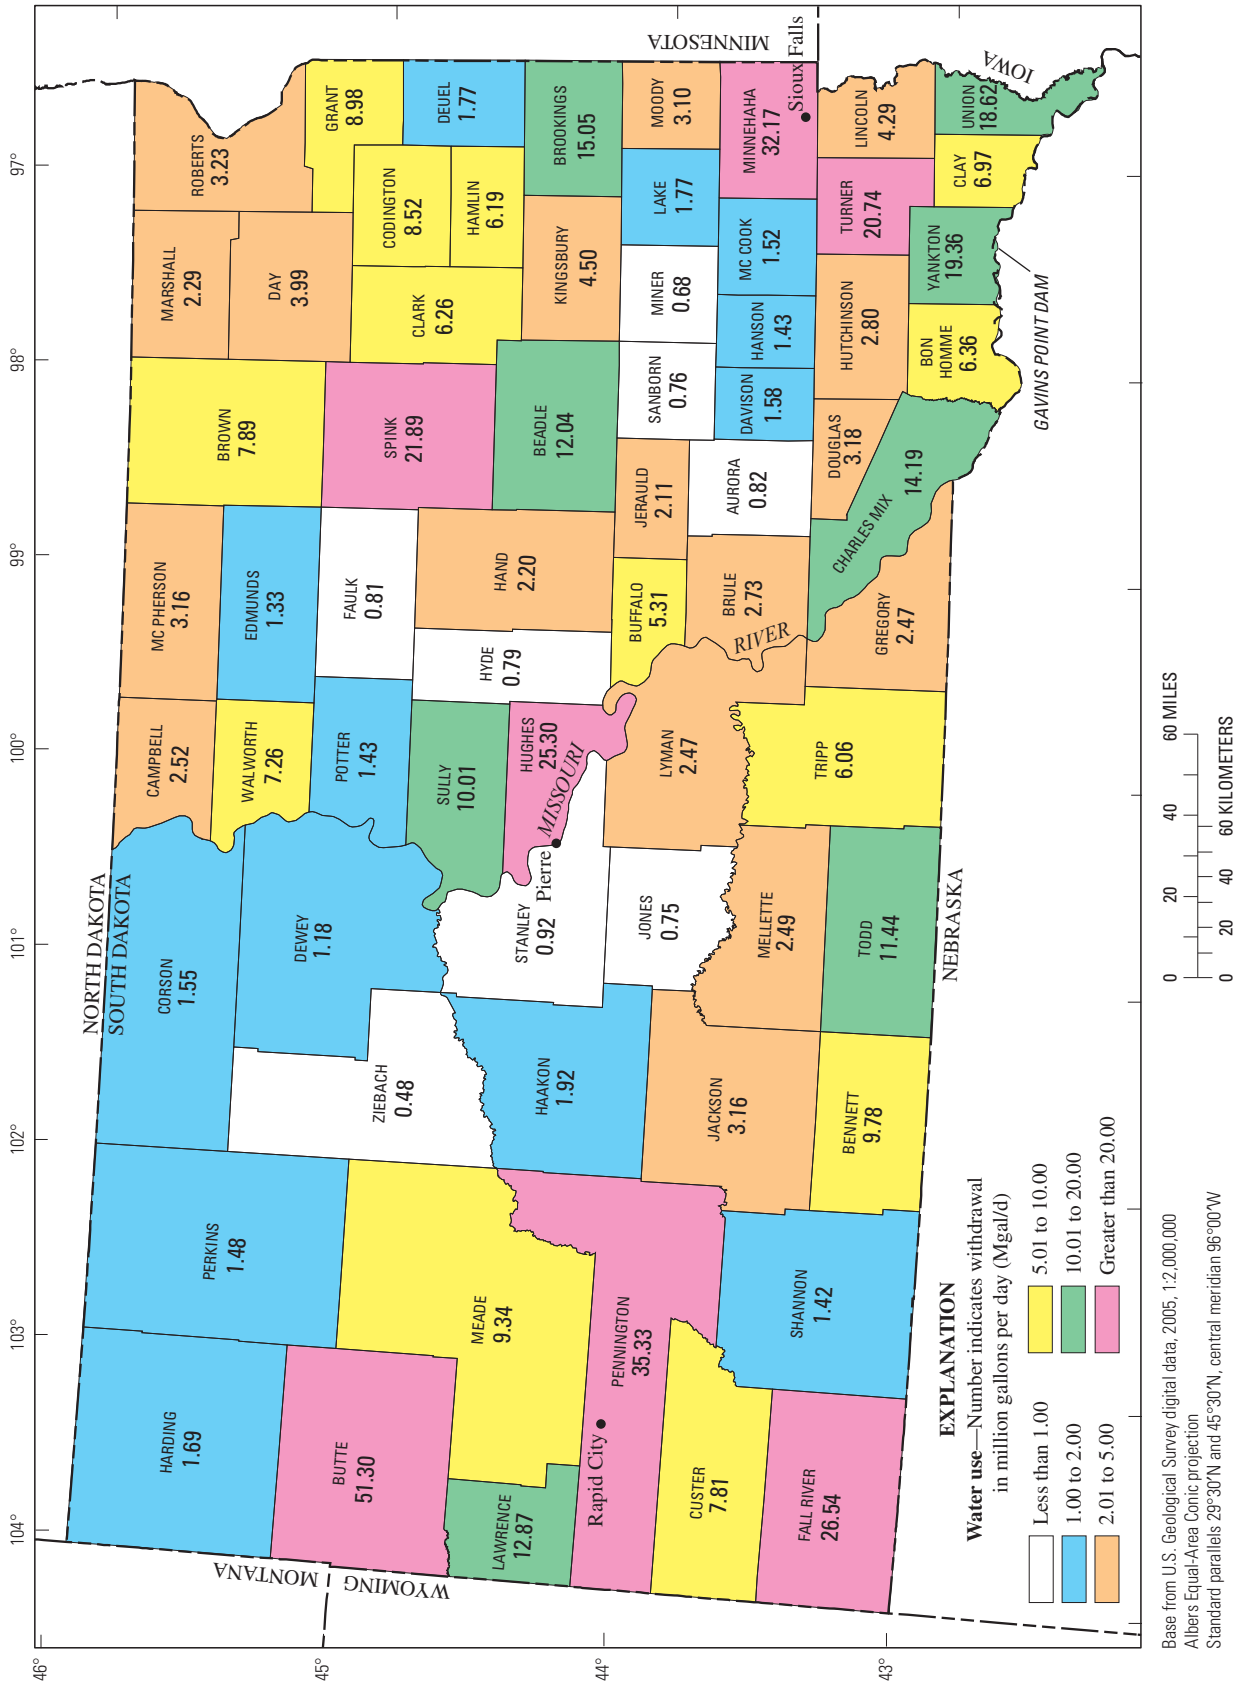 104°
103°
102°
101°
100°
99°
98°
97°
46°
45°
44°
43°
MONTANA
WYOMING
NORTH DAKOTA
SOUTH DAKOTA
MINNESOTA
IOWA
NEBRASKA
HARDING
1.69
PERKINS
1.48
CORSON
1.55
CAMPBELL
2.52
MC PHERSON
3.16
BROWN
7.89
MARSHALL
2.29
ROBERTS
3.23
DAY
3.99
GRANT
8.98
WALWORTH
7.26
EDMUNDS
1.33
BUTTE
51.30
DEWEY
1.18
ZIEBACH
0.48
POTTER
1.43
FAULK
0.81
SPINK
21.89
CLARK
6.26
CODINGTON
8.52
HAMLIN
6.19
DEUEL
1.77
MEADE
9.34
LAWRENCE
12.87
SULLY
10.01
HYDE
0.79
HAND
2.20
BEADLE
12.04
KINGSBURY
4.50
BROOKINGS
15.05
HAAKON
1.92
STANLEY
0.92
Pierre
HUGHES
25.30
MISSOURI
RIVER
PENNINGTON
35.33
Rapid City
JONES
0.75
LYMAN
2.47
BUFFALO
5.31
JERAULD
2.11
SANBORN
0.76
MINER
0.68
LAKE
1.77
MOODY
3.10
CUSTER
7.81
JACKSON
3.16
BRULE
2.73
AURORA
0.82
DAVISON
1.58
HANSON
1.43
MC COOK
1.52
MINNEHAHA
32.17
Sioux Falls
FALL RIVER
26.54
SHANNON
1.42
BENNETT
9.78
MELLETTE
2.49
TODD
11.44
TRIPP
6.06
GREGORY
2.47
CHARLES MIX
14.19
DOUGLAS
3.18
HUTCHINSON
2.80
TURNER
20.74
LINCOLN
4.29
BON
HOMME
6.36
YANKTON
19.36
CLAY
6.97
UNION
18.62
GAVINS POINT DAM
EXPLANATION
Water use—Number indicates withdrawal
in million gallons per day (Mgal/d)
Less than 1.00
1.00 to 2.00
2.01 to 5.00
5.01 to 10.00
10.01 to 20.00
Greater than 20.00
0 20 40 60 MILES
0 20 40 60 KILOMETERS
Base from U.S. Geological Survey digital data, 2005, 1:2,000,000
Albers Equal-Area Conic projection
Standard parallels 29°30'N and 45°30'N, central meridian 96°00'W